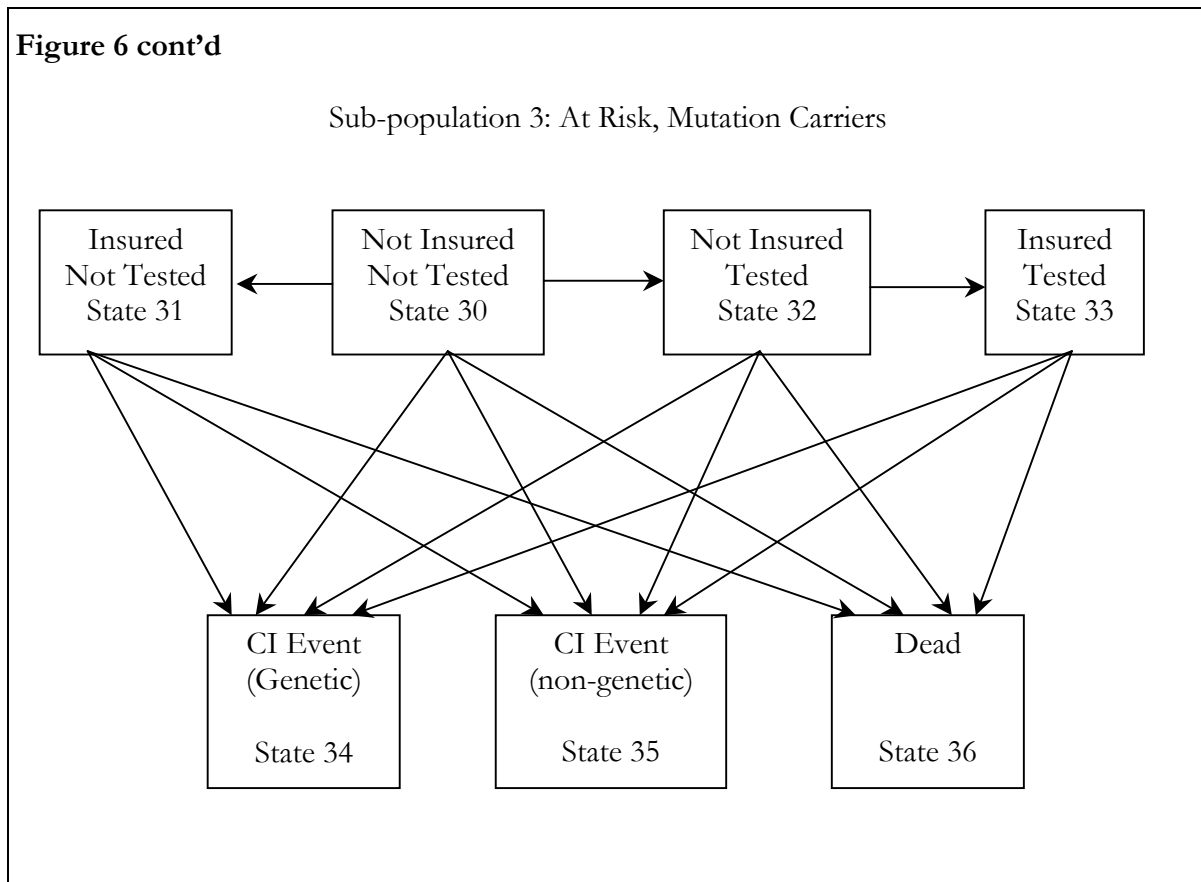 Figure 6 cont’d
Sub-population 3: At Risk, Mutation Carriers
Insured
Not Tested
State 31
Not Insured
Not Tested
State 30
Not Insured
Tested
State 32
Insured
Tested
State 33
CI Event
(Genetic)
State 34
CI Event
(non-genetic)
State 35
Dead
State 36